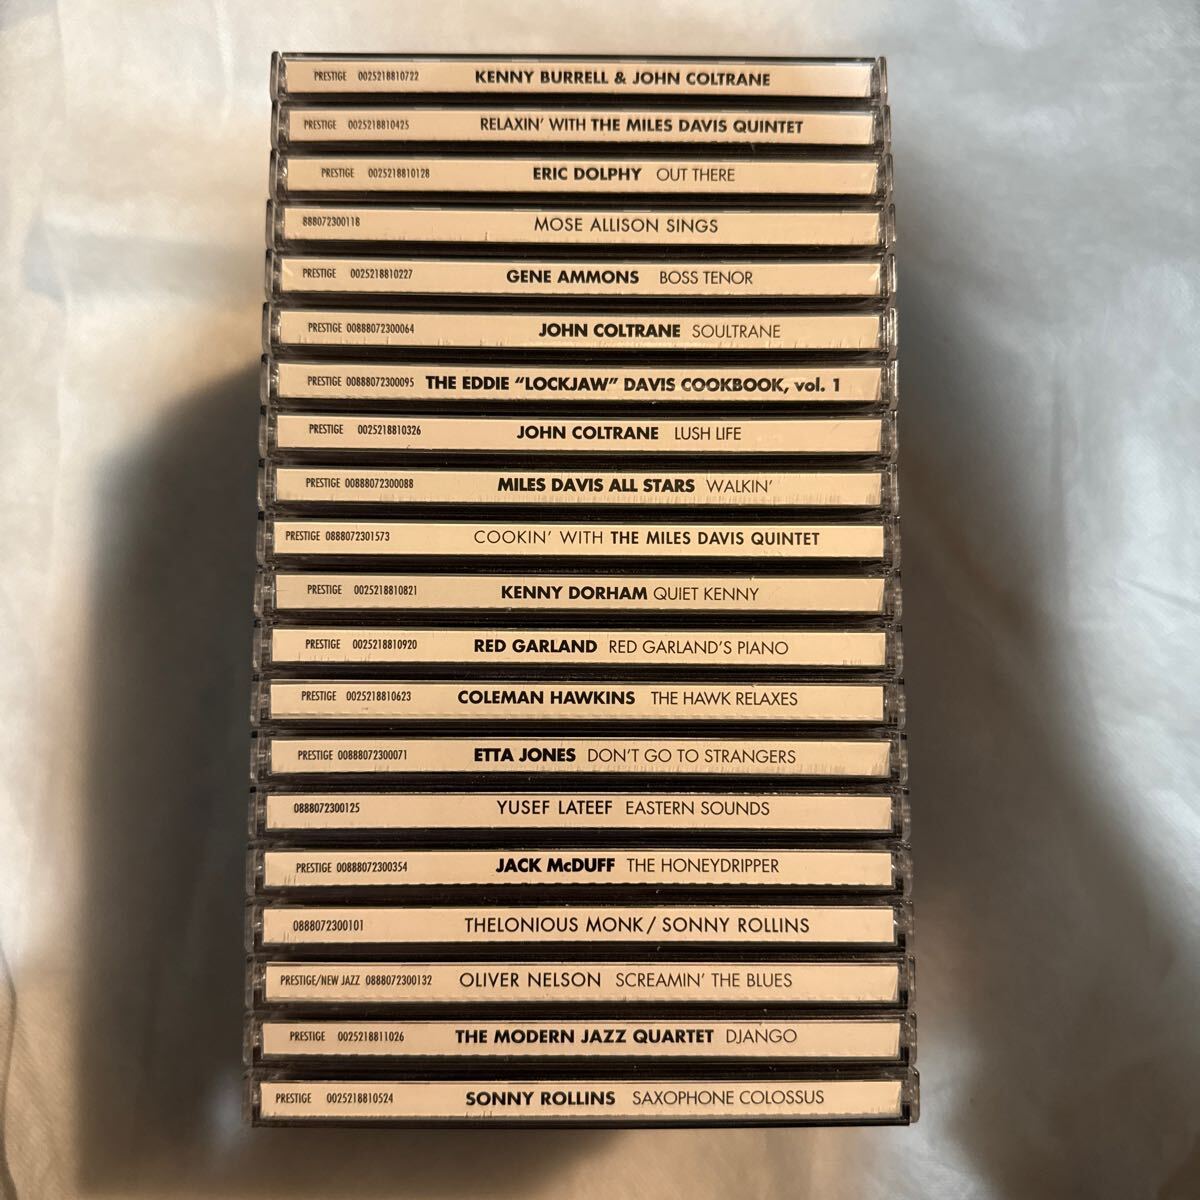 PRESTIGE 0025218810722 KENNY BURRELL & JOHN COLTRANE
PRESTIGE 0025218810425 RELAXIN' WITH THE MILES DAVIS QUINTET
PRESTIGE 0025218810128 ERIC DOLPHY OUT THERE
888072300118 MOSE ALLISON SINGS
PRESTIGE 0025218810227 GENE AMMONS BOSS TENOR
PRESTIGE 00888072300064 JOHN COLTRANE SOULTRANE
PRESTIGE 00888072300095 THE EDDIE "LOCKJAW" DAVIS COOKBOOK, vol. 1
PRESTIGE 0025218810326 JOHN COLTRANE LUSH LIFE
PRESTIGE 00888072300088 MILES DAVIS ALL STARS WALKIN'
PRESTIGE 0888072301573 COOKIN' WITH THE MILES DAVIS QUINTET
PRESTIGE 0025218810821 KENNY DORHAM QUIET KENNY
PRESTIGE 0025218810920 RED GARLAND RED GARLAND'S PIANO
PRESTIGE 0025218810623 COLEMAN HAWKINS THE HAWK RELAXES
PRESTIGE 00888072300071 ETTA JONES DON'T GO TO STRANGERS
0888072300125 YUSEF LATEEF EASTERN SOUNDS
PRESTIGE 00888072300354 JACK McDUFF THE HONEYDRIPPER
0888072300101 THELONIOUS MONK / SONNY ROLLINS
PRESTIGE/NEW JAZZ 0888072300132 OLIVER NELSON SCREAMIN' THE BLUES
PRESTIGE 0025218811026 THE MODERN JAZZ QUARTET DJANGO
PRESTIGE 0025218810524 SONNY ROLLINS SAXOPHONE COLOSSUS